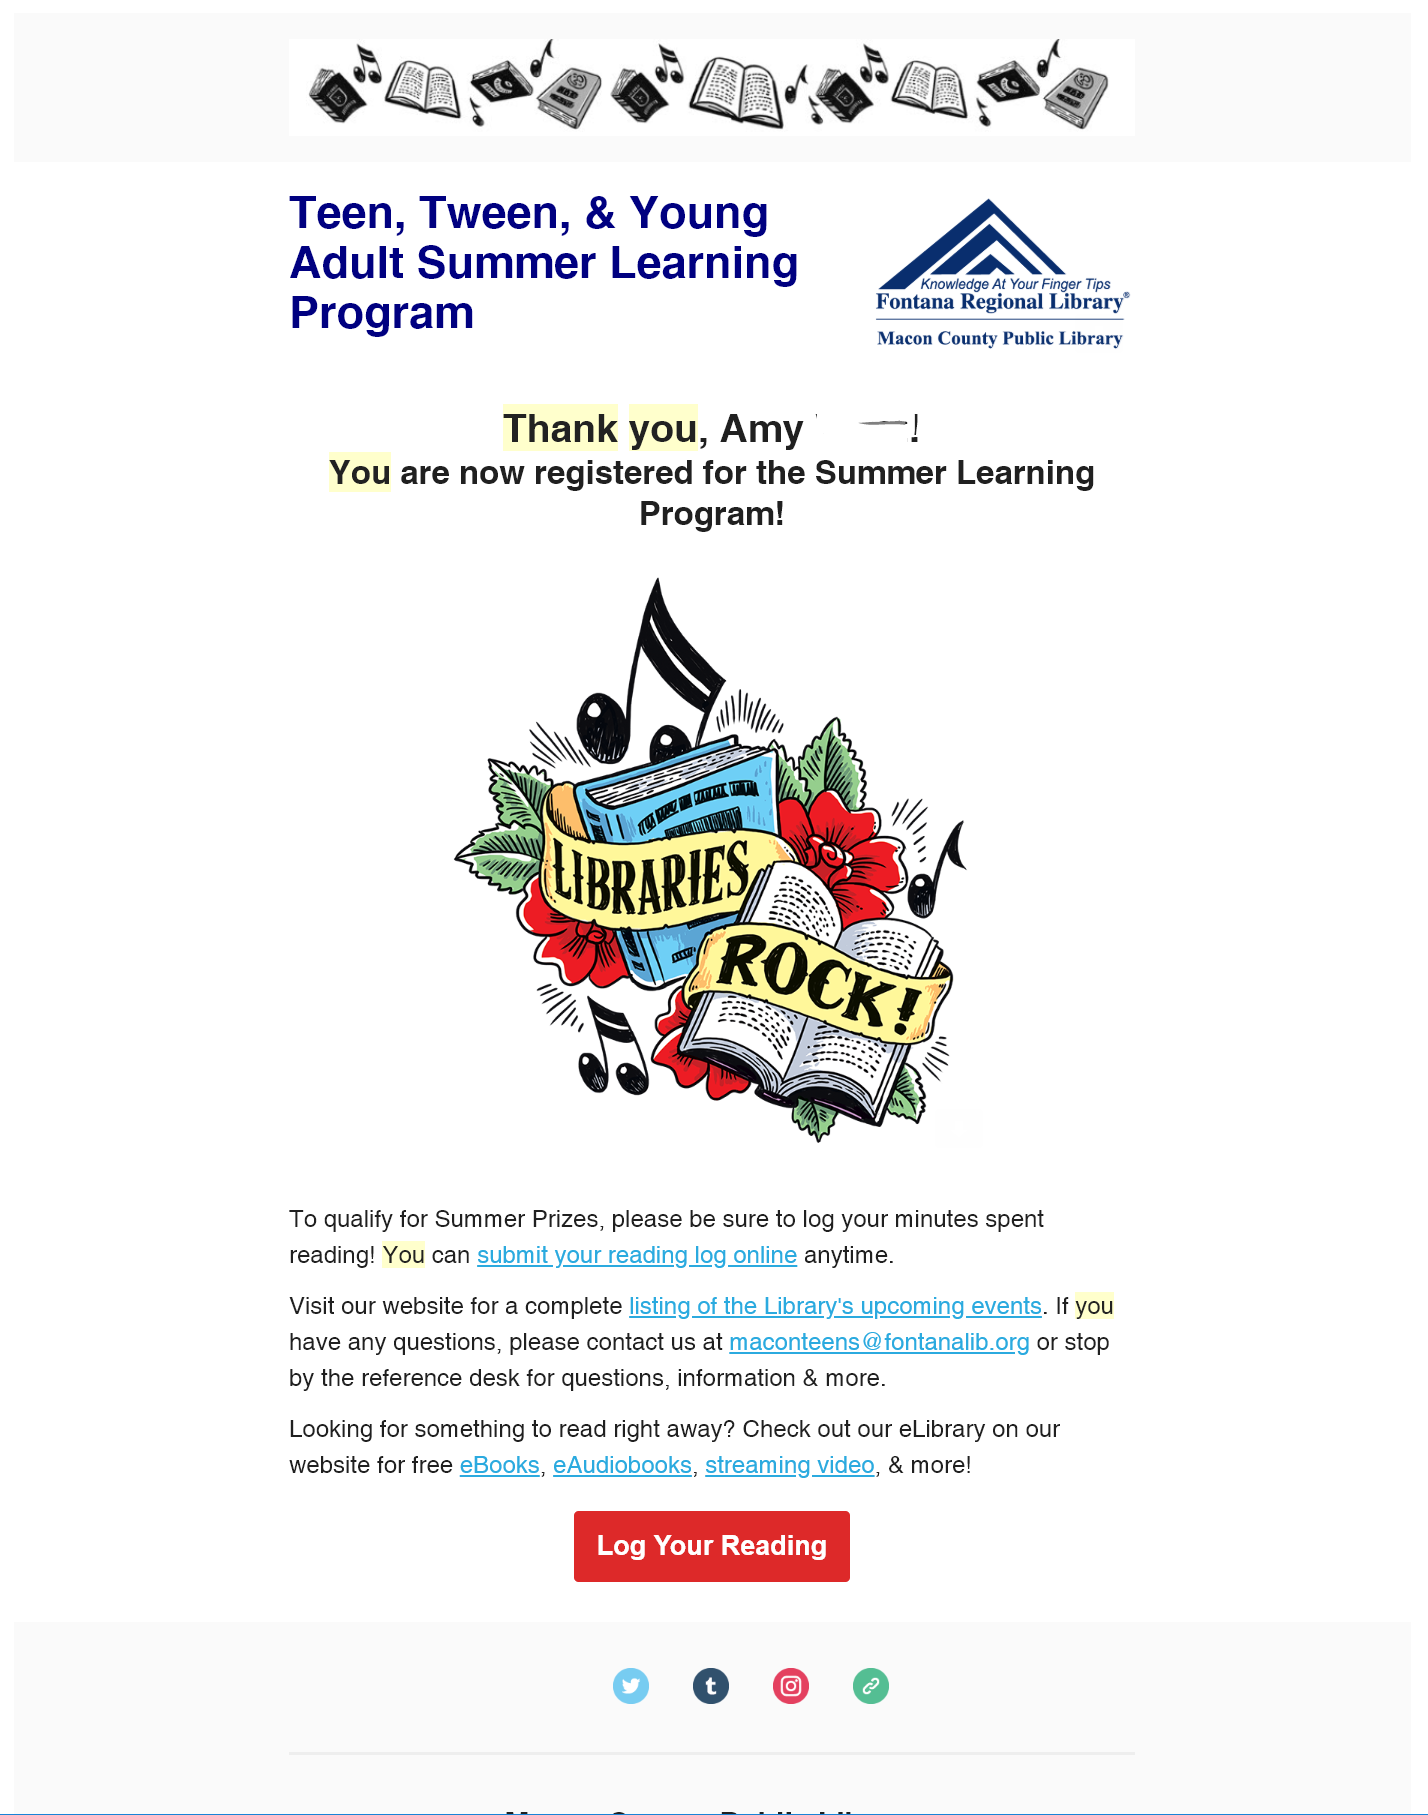 Teen, Tween, & Young
Adult Summer Learning
Program
Knowledge At Your Finger Tips
Fontana Regional Library®
Macon County Public Library
Thank you, Amy !
You are now registered for the Summer Learning
Program!
LIBRARIES
ROCK!
To qualify for Summer Prizes, please be sure to log your minutes spent
reading! You can submit your reading log online anytime.
Visit our website for a complete listing of the Library's upcoming events. If you
have any questions, please contact us at maconteens@fontanalib.org or stop
by the reference desk for questions, information & more.
Looking for something to read right away? Check out our eLibrary on our
website for free eBooks, eAudiobooks, streaming video, & more!
Log Your Reading